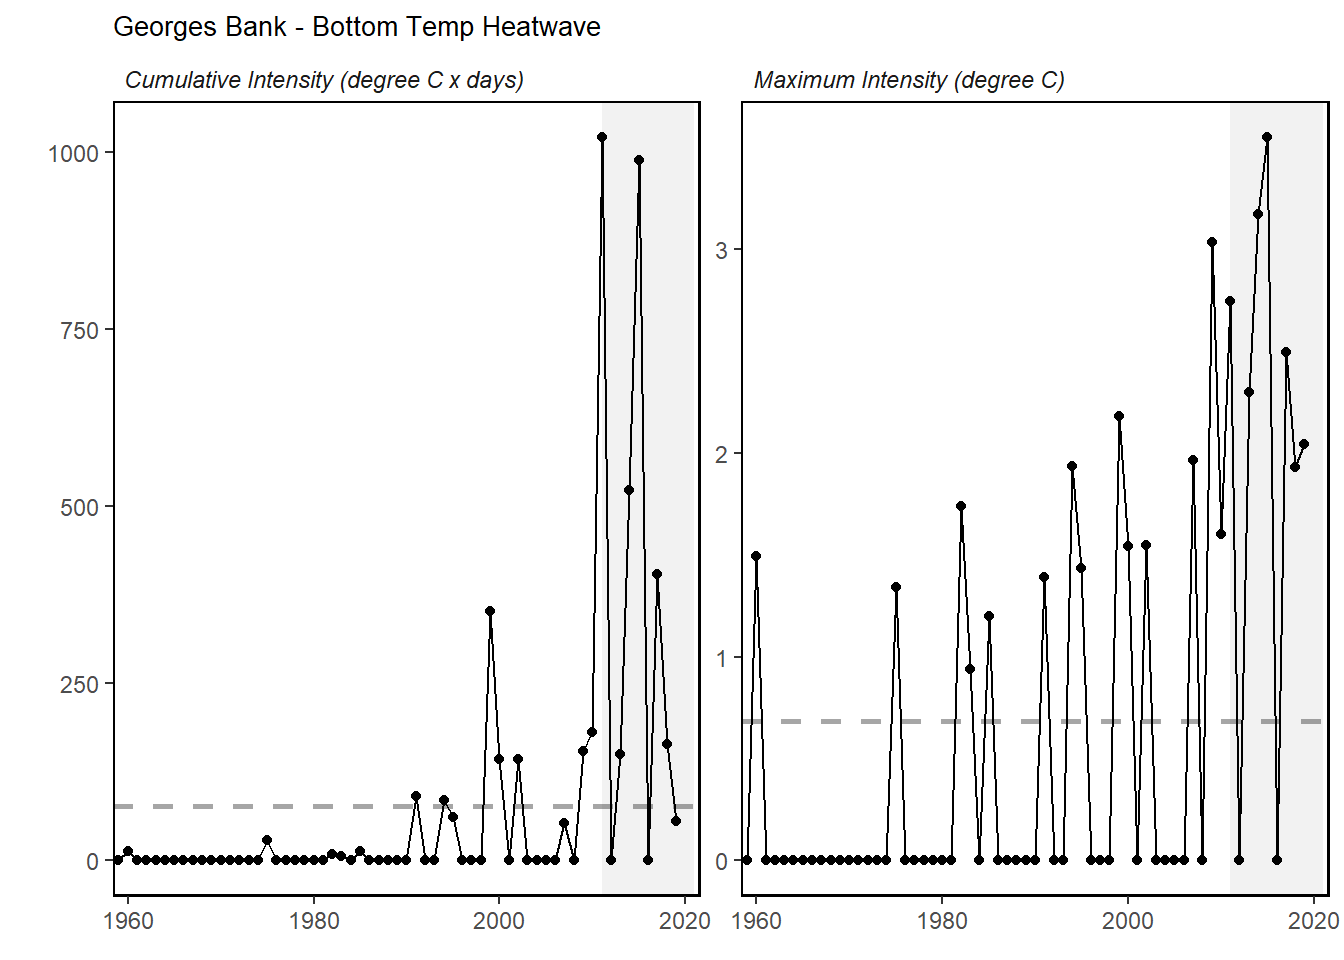 Georges Bank - Bottom Temp Heatwave
Cumulative Intensity (degree C x days)
1000
750
500
250
0
1960 1980 2000 2020
Maximum Intensity (degree C)
3
2
1
0
1960 1980 2000 2020